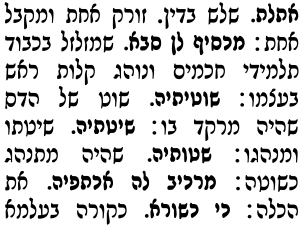 אתלת. שלש בדין. זורק אחת ומקבל
אחת: מכסיף לן סבא. שמזלזל בכבוד
תלמידי חכמים ונוהג קלות ראש
בעצמו: שוטיתיה. שוט של הדס
שהיה מרקד בו: שיטתיה. שיטתו
ומנהגו: שטותיה. שהיה מתנהג
כשוטה: מרכיב לה אכתפיה. את
הכלה: כי כשורא. כקורה בעלמא